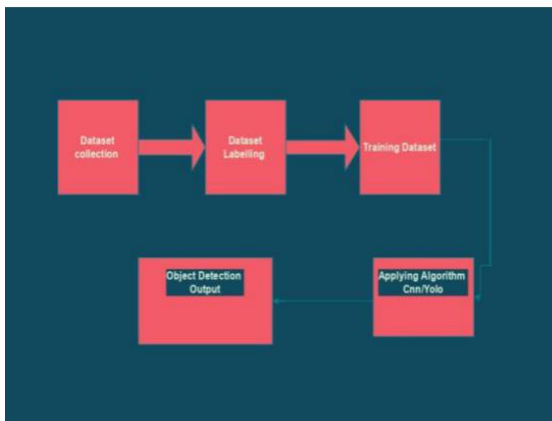 Dataset
collection
Dataset
Labelling
Training Dataset
Applying Algorithm
Cnn/Yolo
Object Detection
Output